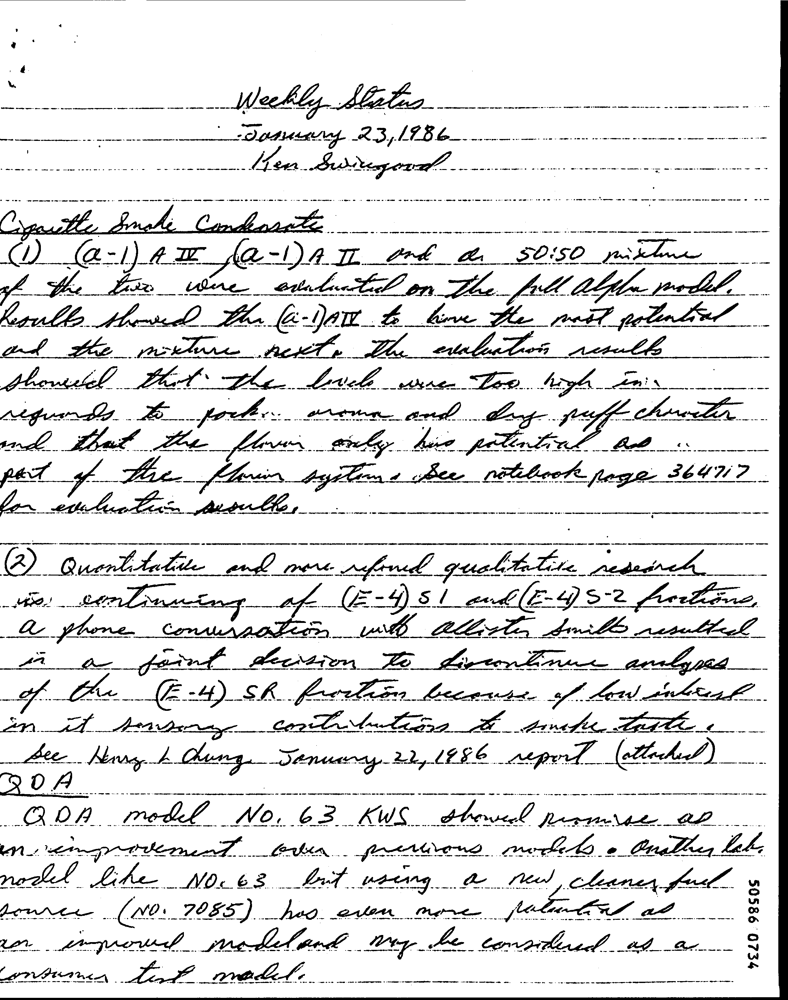 Weekly Status
January 23, 1986
Ken Swicegood
Cigarette Smoke Condensate
(1) (a-1) A IV, (a-1) A II and a 50:50 mixture
of the two were evaluated on the full Alpha model.
Results showed the (a-1)A IV to have the most potential
and the mixture next. The evaluation results
showed that the levels were too high in
reguards to pack aroma and dry puff character
and that the flavor only has potential as
part of the flavor system. See notebook page 364717
for evaluation results.
(2) Quantitative and more refined qualitative research
is continuing of (E-4) S1 and (E-4) S-2 fractions.
A phone conversation with Allister Smith resulted
in a joint decision to discontinue analyses
of the (E-4) SR fraction because of low interest
in it sensory contributions to smoke taste.
See Henry L Chung January 22, 1986 report (attached)
QDA
QDA model NO. 63 KWS showed promise as
an improvement over previous models. Another lab.
model like NO. 63 but using a new, cleaner fuel
source (NO. 7085) has even more potential as
an improved model and may be considered as a
consumer test model.
50586 0734